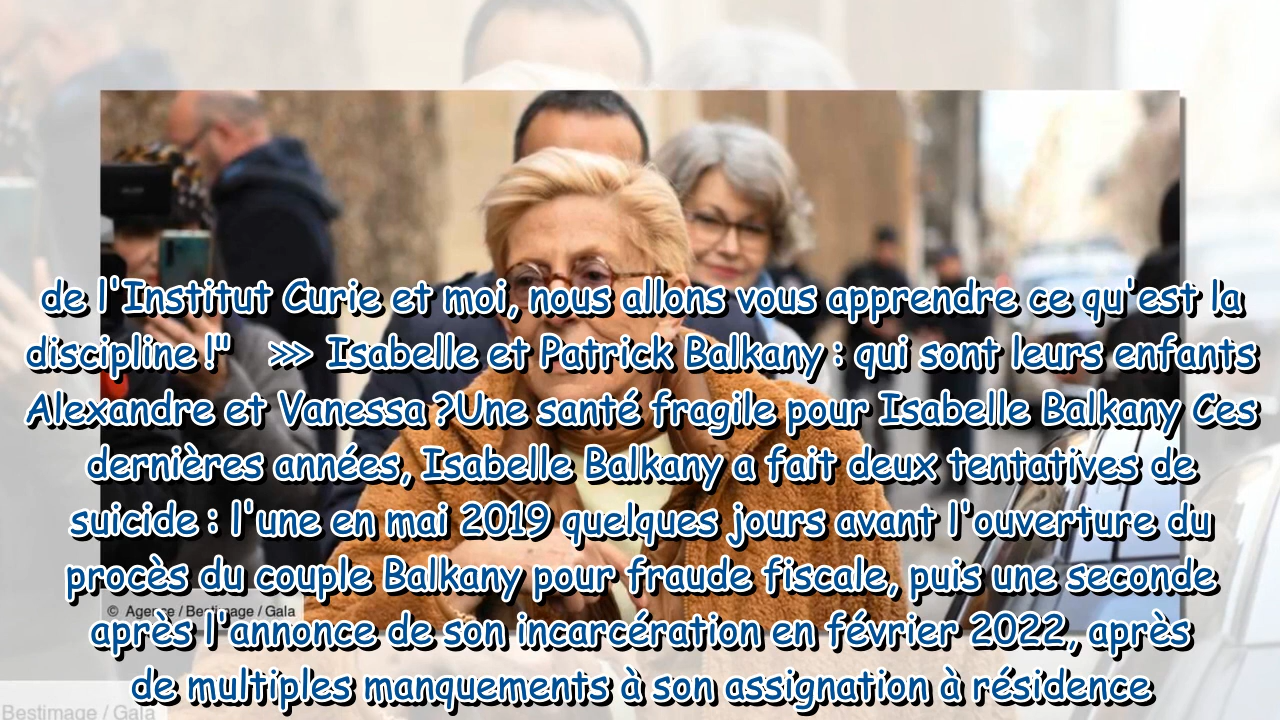 de l'Institut Curie et moi, nous allons vous apprendre ce qu'est la
discipline !" >>> Isabelle et Patrick Balkany : qui sont leurs enfants
Alexandre et Vanessa ?Une santé fragile pour Isabelle Balkany Ces
dernières années, Isabelle Balkany a fait deux tentatives de
suicide : l'une en mai 2019 quelques jours avant l'ouverture du
procès du couple Balkany pour fraude fiscale, puis une seconde
© Agence / Bestimage / Gala
après l'annonce de son incarcération en février 2022, après
de multiples manquements à son assignation à résidence
Bestimage / Gala